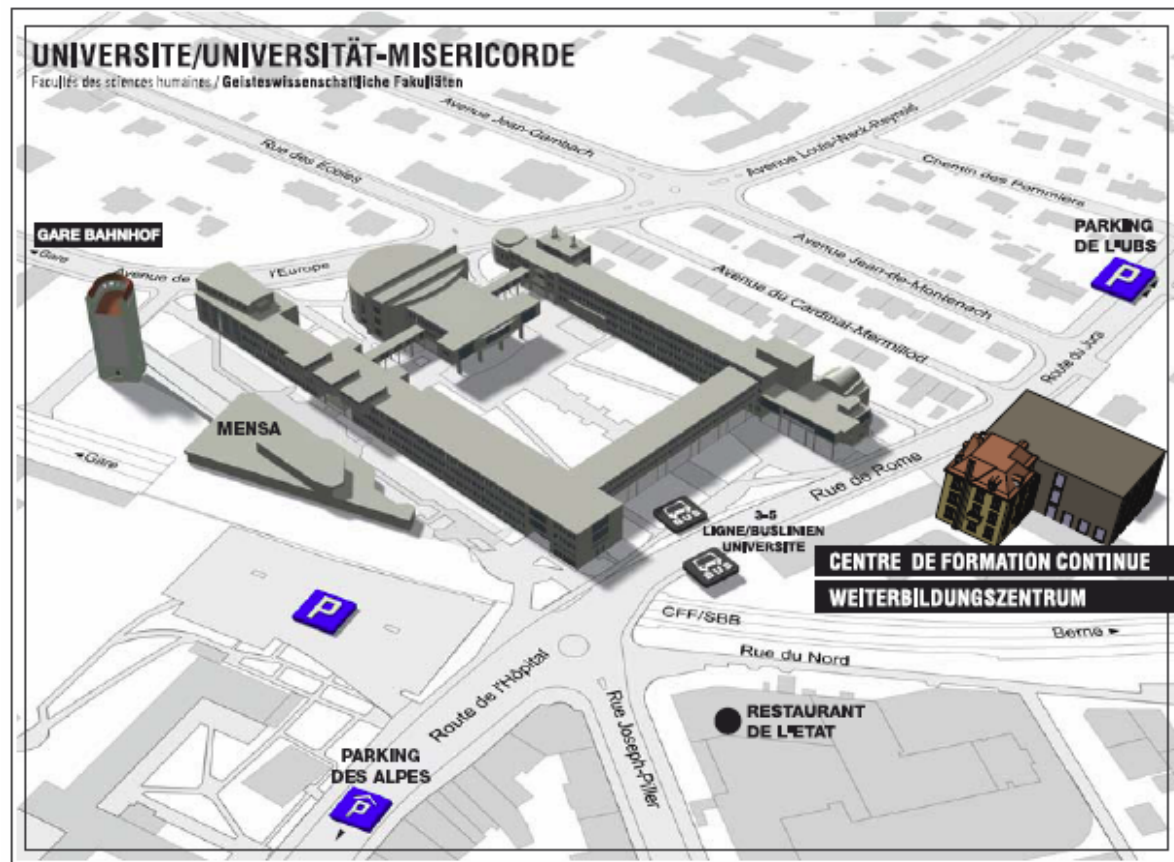 UNIVERSITE/UNIVERSITÄT-MISERICORDE
Facultés des sciences humaines / Geisteswissenschaftliche Fakultäten
Avenue Jean-Gambach
Avenue Louis-Weck-Reynold
Rue des Ecoles
Chemin des Pommiers
GARE BAHNHOF
PARKING
DE L'UBS
P
Gare
Avenue de
l'Europe
Avenue Jean-de-Montenach
Avenue du Cardinal-Mermillod
Route du Jura
MENSA
Gare
Rue de Rome
BUS
3-5
LIGNE/BUSLINIEN
UNIVERSITE
BUS
CENTRE DE FORMATION CONTINUE
WEITERBILDUNGSZENTRUM
P
CFF/SBB
Berne
Rue du Nord
Route de l'Hôpital
Rue Joseph-Piller
RESTAURANT
DE L'ETAT
PARKING
DES ALPES
P